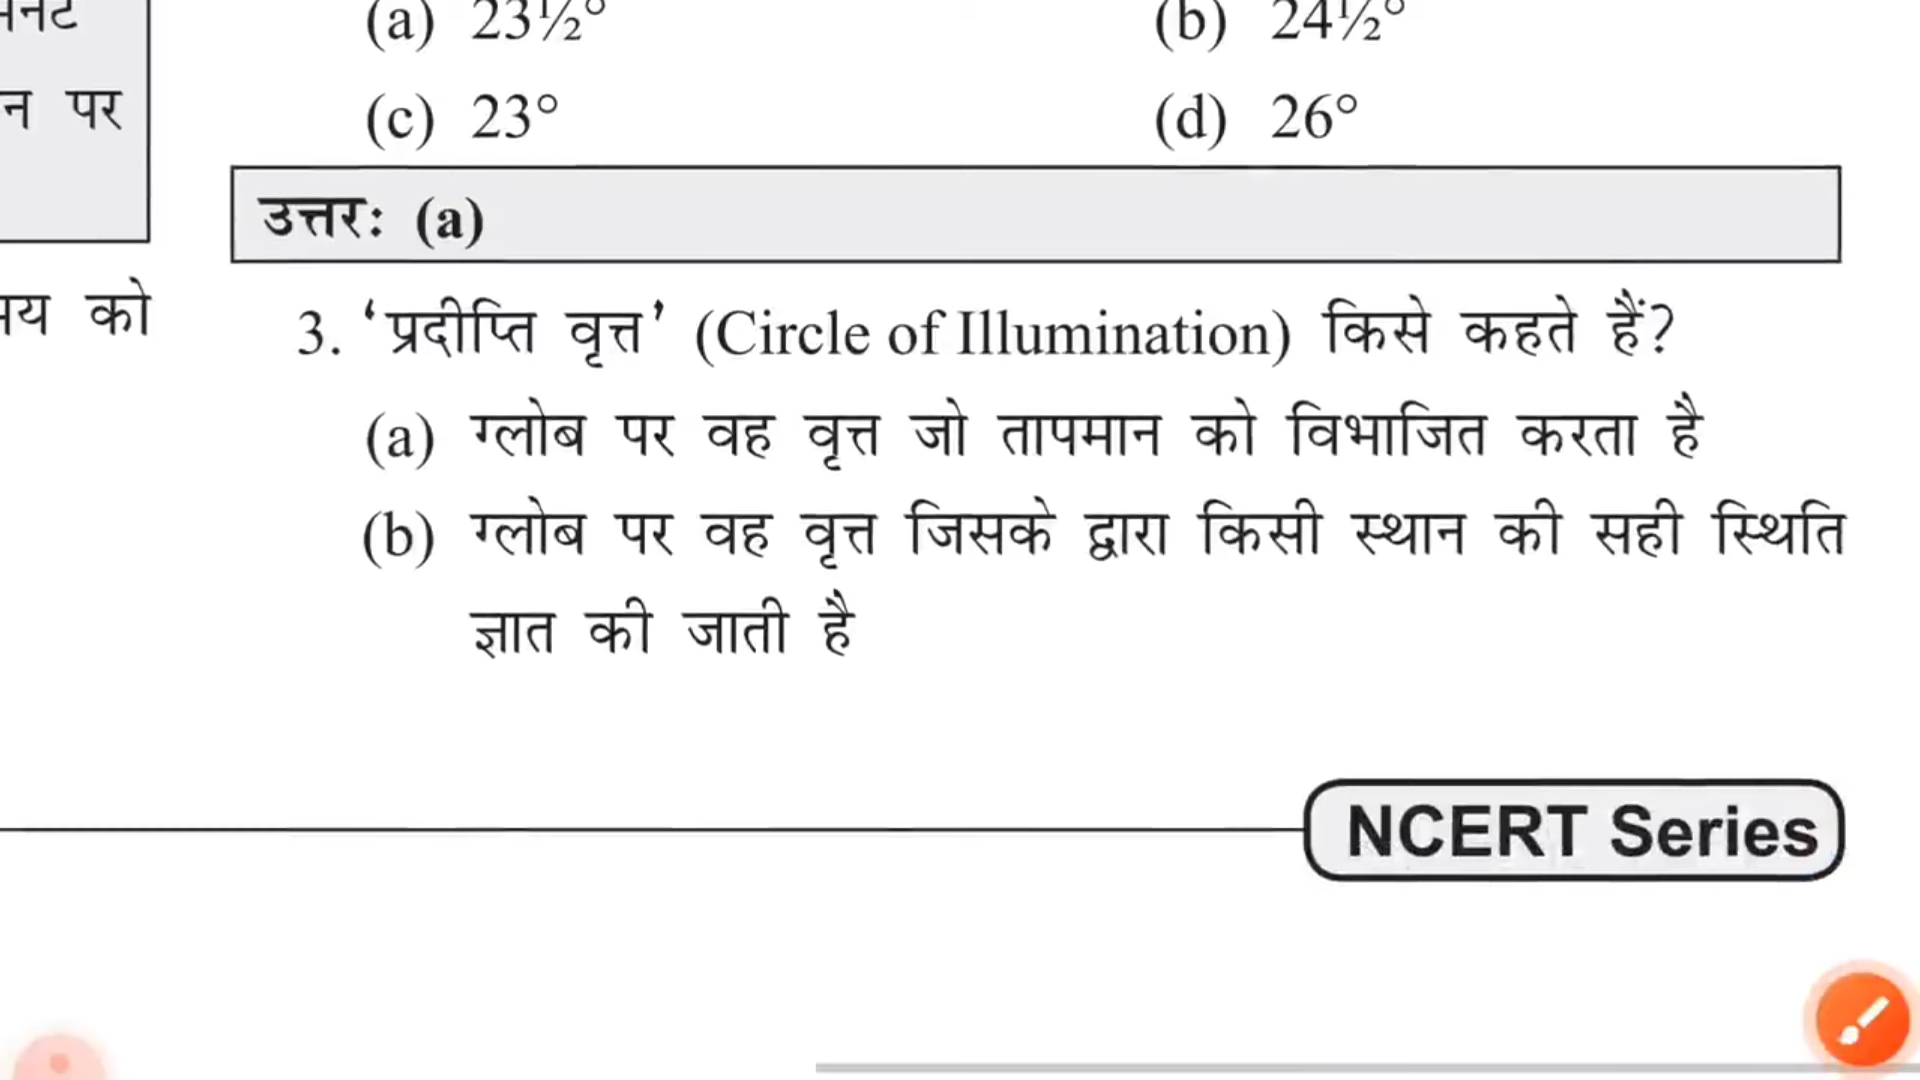 न पर
मय को
(a) 23½° (b) 24½°
(c) 23° (d) 26°
उत्तरः (a)
3. ‘प्रदीप्ति वृत्त’ (Circle of Illumination) किसे कहते हैं?
(a) ग्लोब पर वह वृत्त जो तापमान को विभाजित करता है
(b) ग्लोब पर वह वृत्त जिसके द्वारा किसी स्थान की सही स्थिति
ज्ञात की जाती है
NCERT Series